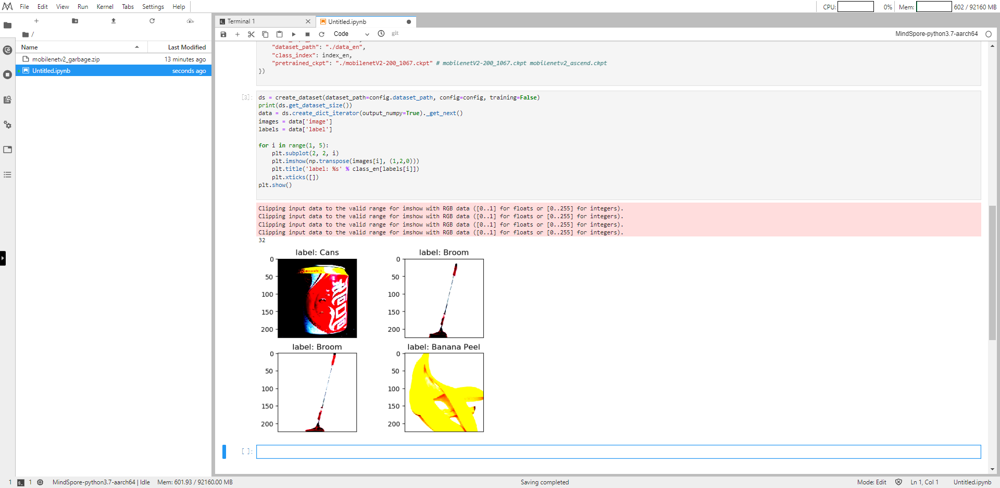 File Edit View Run Kernel Tabs Settings Help
CPU: 0% Mem: 602 / 92160 MB
/
Name Last Modified
mobilenetv2_garbage.zip 13 minutes ago
Untitled.ipynb seconds ago
Terminal 1
Untitled.ipynb
Code
git
MindSpore-python3.7-aarch64
"dataset_path": "./data_en",
"class_index": index_en,
"pretrained_ckpt": "./mobilenetV2-200_1067.ckpt" # mobilenetV2-200_1067.ckpt mobilenetv2_ascend.ckpt
})
[3]:
ds = create_dataset(dataset_path=config.dataset_path, config=config, training=False)
print(ds.get_dataset_size())
data = ds.create_dict_iterator(output_numpy=True)._get_next()
images = data['image']
labels = data['label']
for i in range(1, 5):
plt.subplot(2, 2, i)
plt.imshow(np.transpose(images[i], (1,2,0)))
plt.title('label: %s' % class_en[labels[i]])
plt.xticks([])
plt.show()
Clipping input data to the valid range for imshow with RGB data ([0..1] for floats or [0..255] for integers).
Clipping input data to the valid range for imshow with RGB data ([0..1] for floats or [0..255] for integers).
Clipping input data to the valid range for imshow with RGB data ([0..1] for floats or [0..255] for integers).
Clipping input data to the valid range for imshow with RGB data ([0..1] for floats or [0..255] for integers).
32
label: Cans
0
50
100
150
200
label: Broom
0
50
100
150
200
label: Broom
0
50
100
150
200
label: Banana Peel
0
50
100
150
200
[ ]:
1 1 MindSpore-python3.7-aarch64 | Idle Mem: 601.93 / 92160.00 MB
Saving completed
Mode: Edit Ln 1, Col 1 Untitled.ipynb